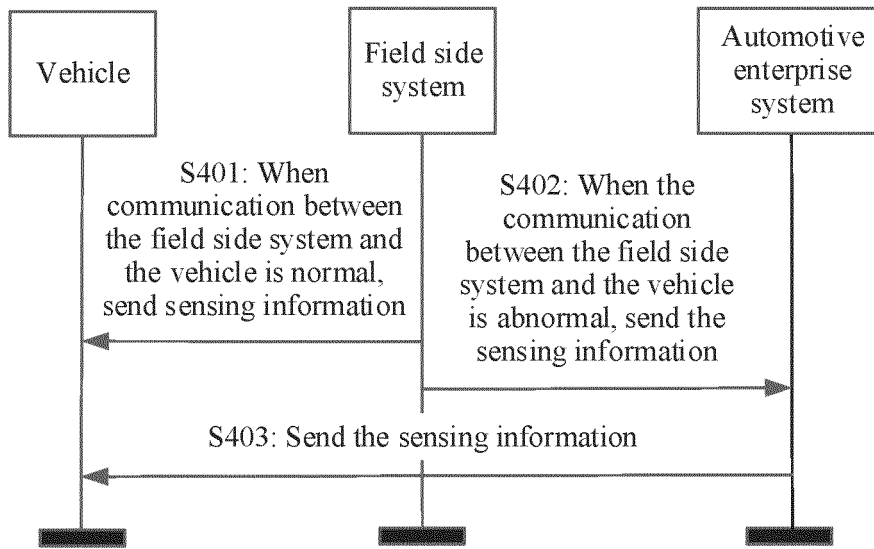 Vehicle
Field side
system
Automotive
enterprise
system
S401: When
communication between
the field side system and
the vehicle is normal,
send sensing information
S402: When the
communication
between the field side
system and the vehicle
is abnormal, send the
sensing information
S403: Send the sensing information